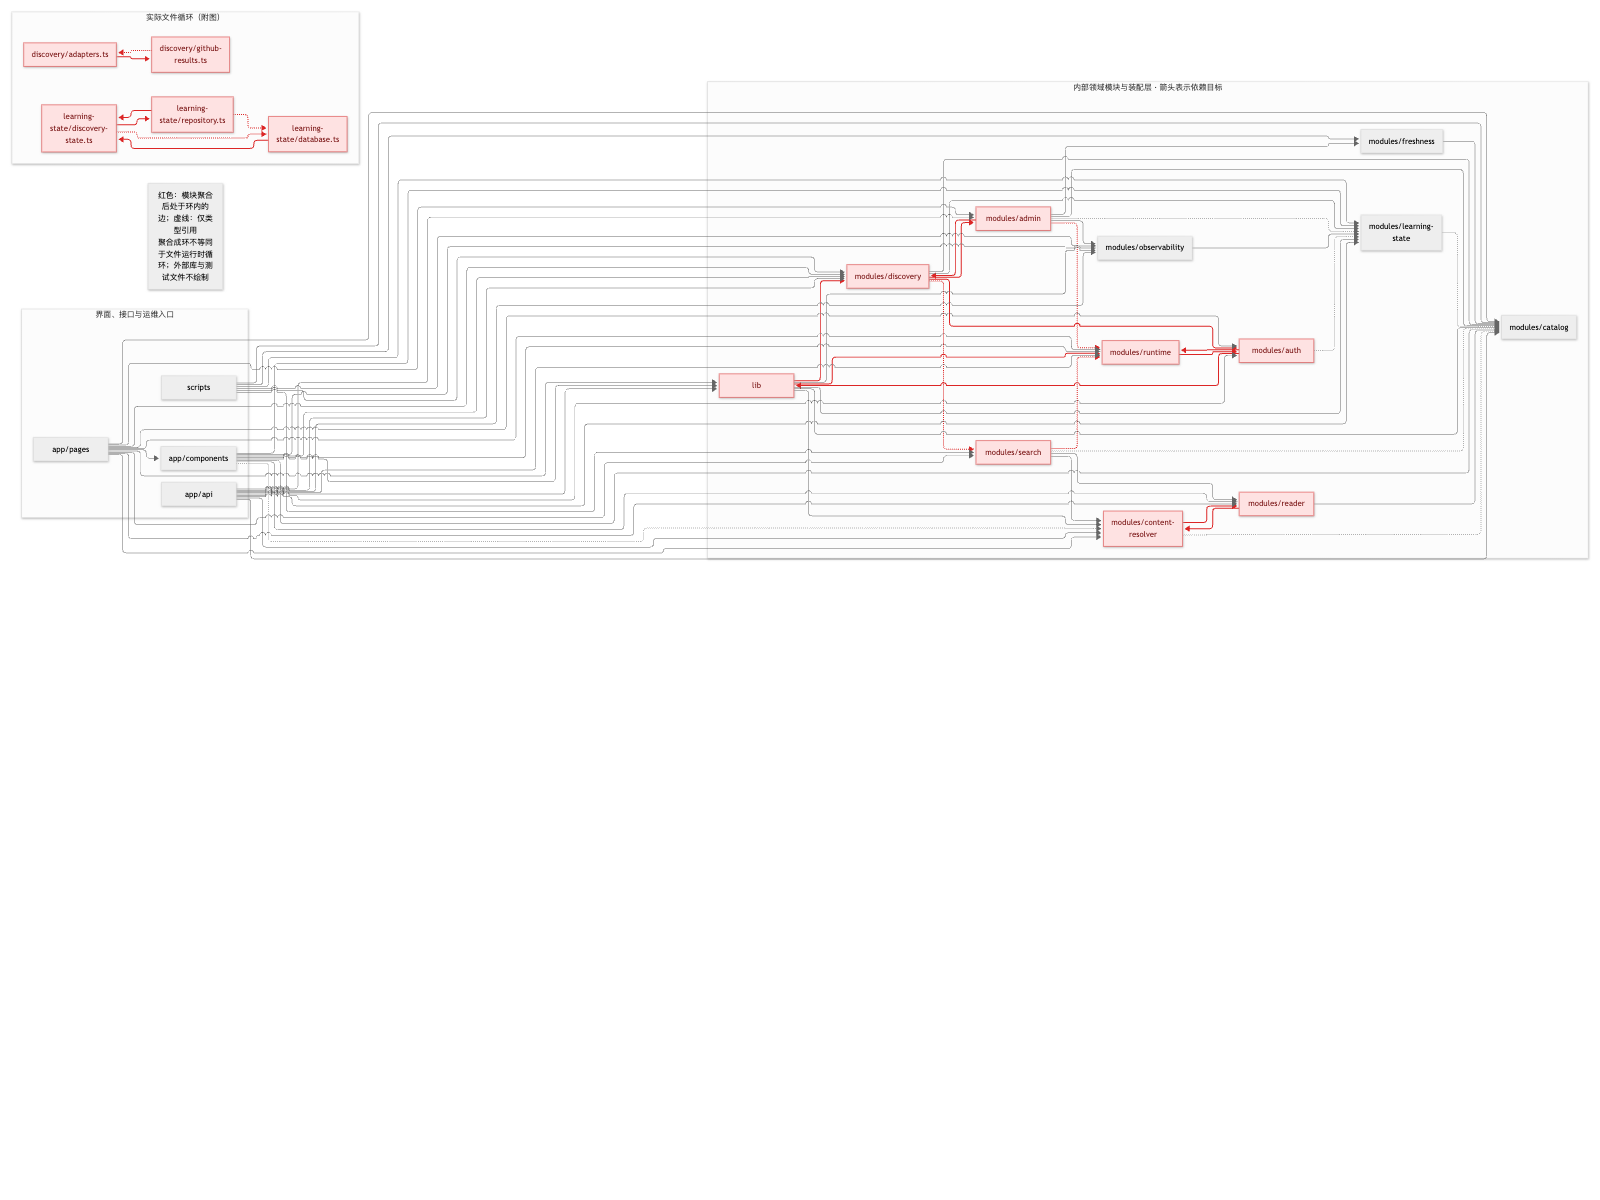 实际文件循环（附图）
discovery/adapters.ts
discovery/github-
results.ts
learning-
state/discovery-
state.ts
learning-
state/repository.ts
learning-
state/database.ts
红色：模块聚合
后处于环内的
边；虚线：仅类
型引用
聚合成环不等同
于文件运行时循
环；外部库与测
试文件不绘制
界面、接口与运维入口
scripts
app/pages
app/components
app/api
内部领域模块与装配层 · 箭头表示依赖目标
modules/freshness
modules/admin
modules/learning-
state
modules/observability
modules/discovery
modules/catalog
modules/runtime
modules/auth
lib
modules/search
modules/reader
modules/content-
resolver